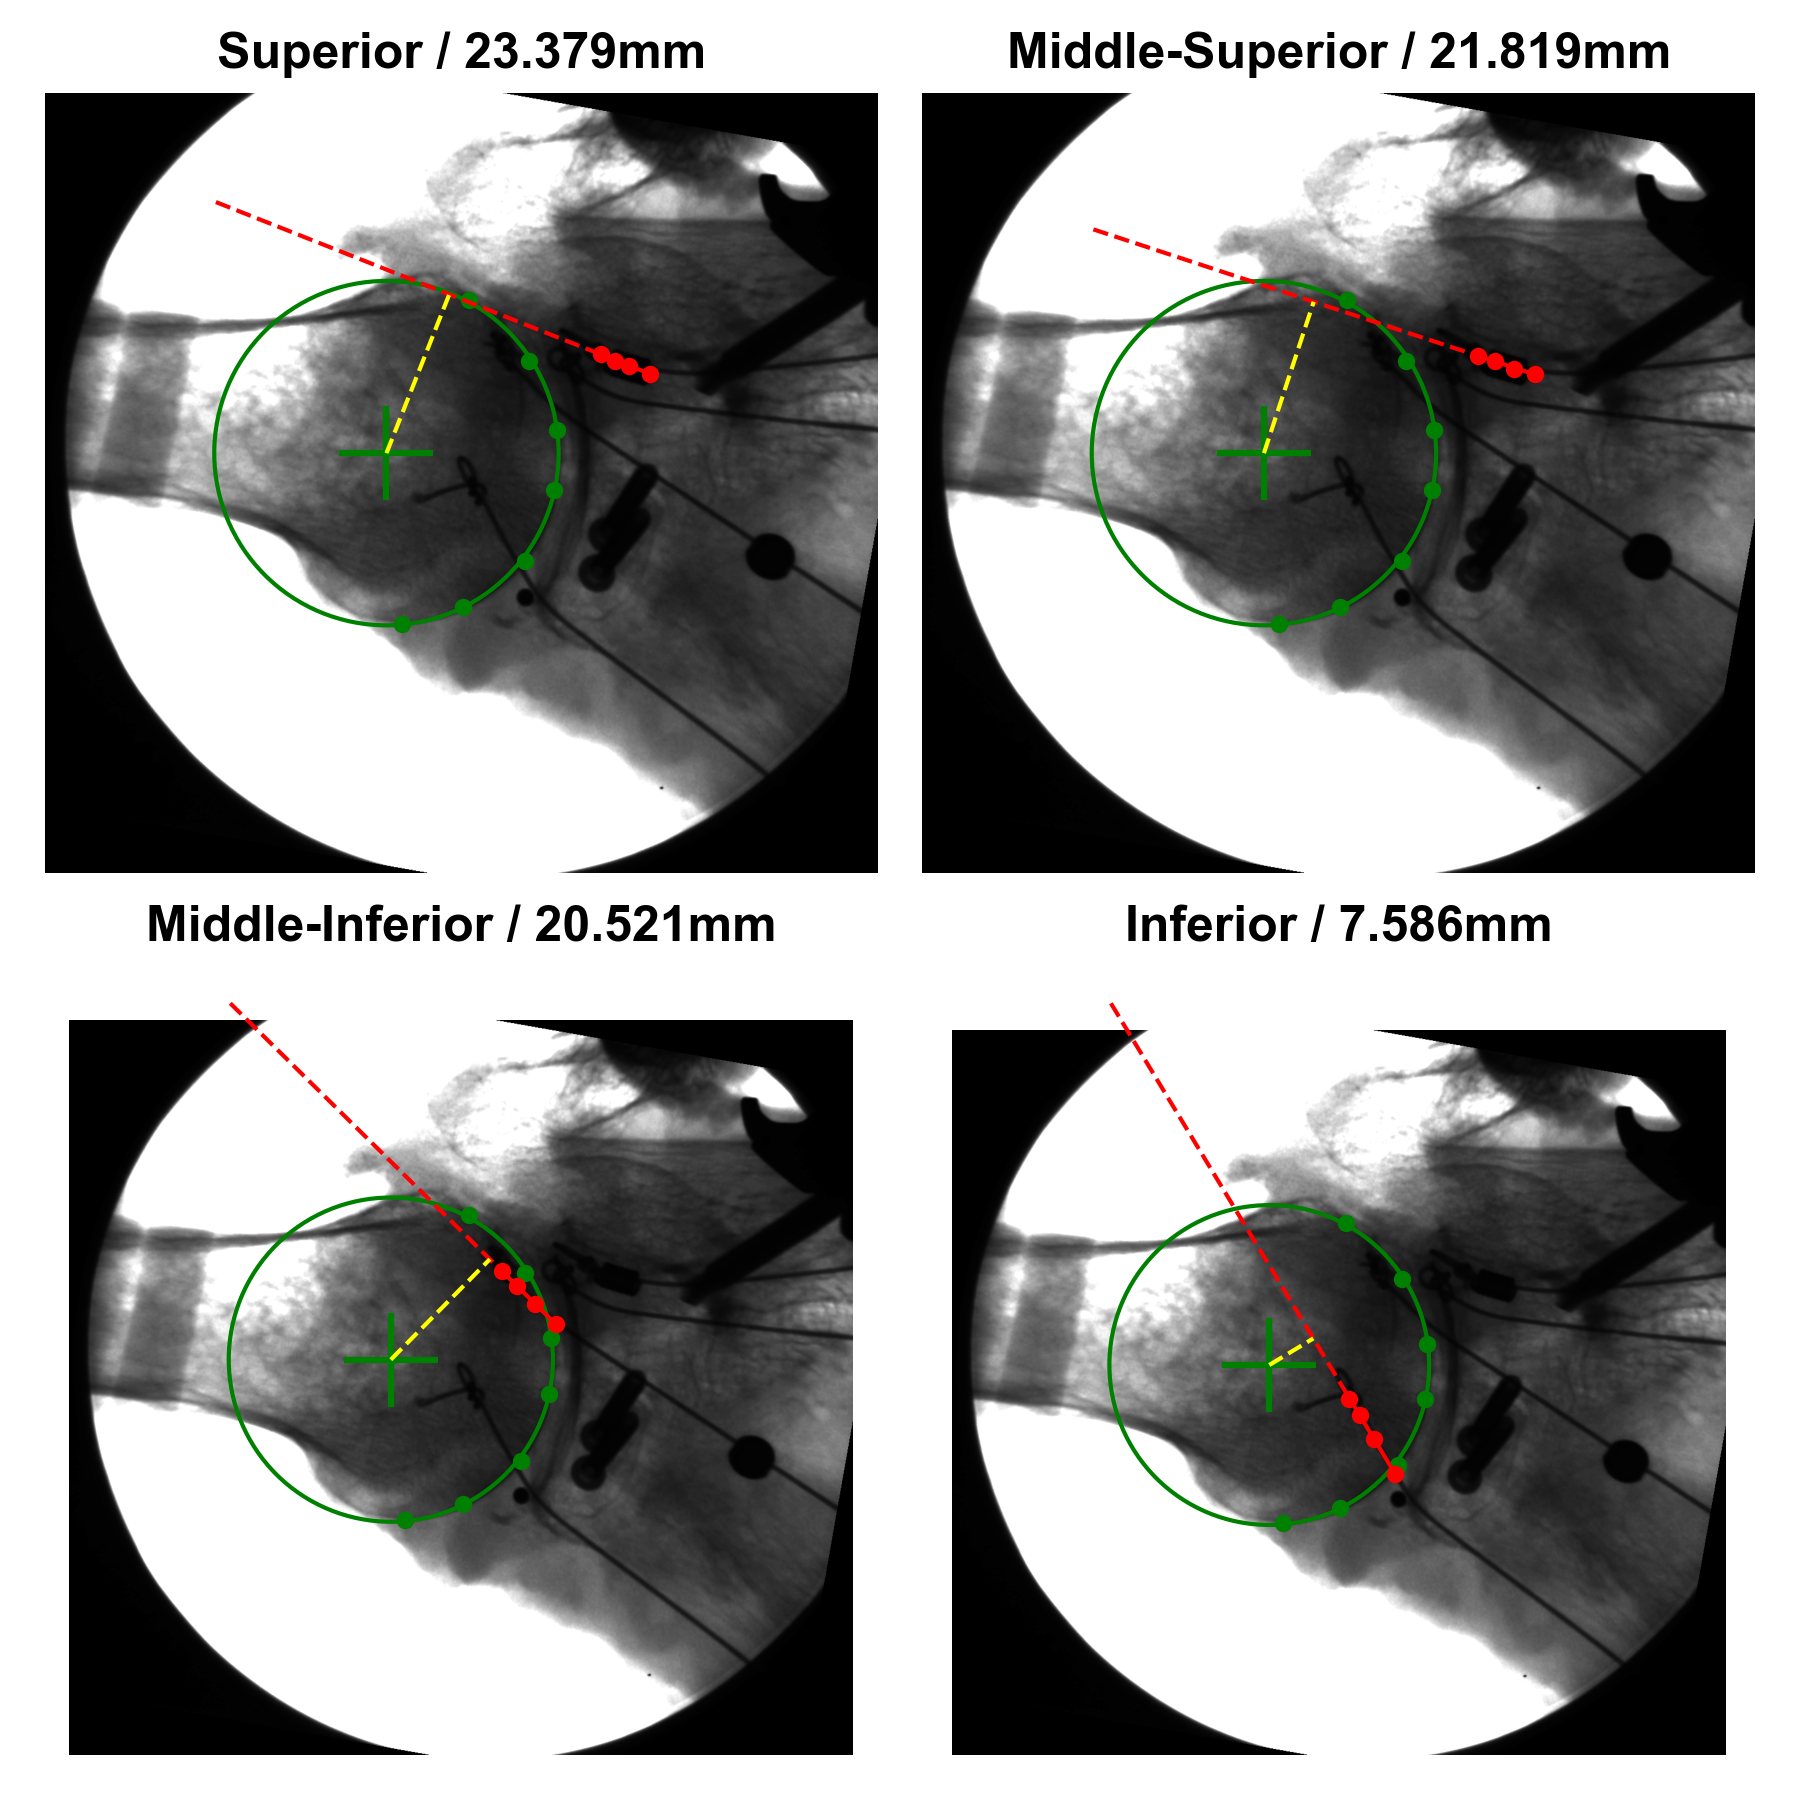 Superior / 23.379mm
Middle-Superior / 21.819mm
Middle-Inferior / 20.521mm
Inferior / 7.586mm